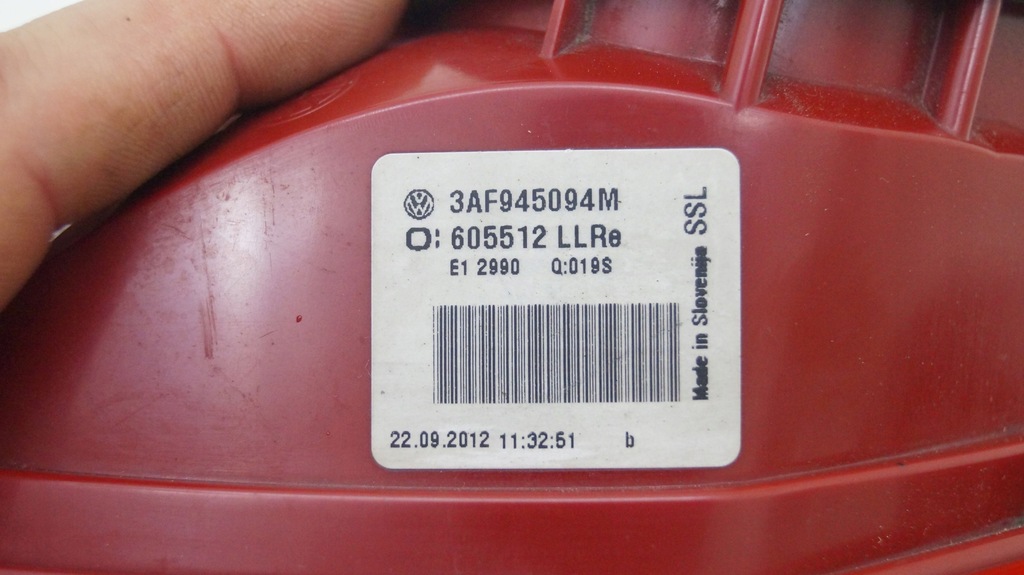 3AF945094M
O: 605512 LLRe
E1 2990 Q:019S
22.09.2012 11:32:51 b
Made in Slovenija SSL